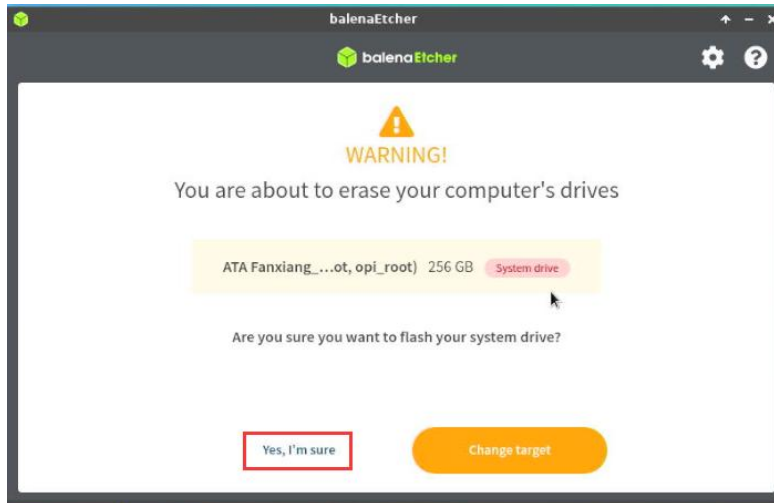 balenaEtcher
balenaEtcher
WARNING!
You are about to erase your computer's drives
ATA Fanxiang_...ot, opi_root) 256 GB System drive
Are you sure you want to flash your system drive?
Yes, I'm sure
Change target